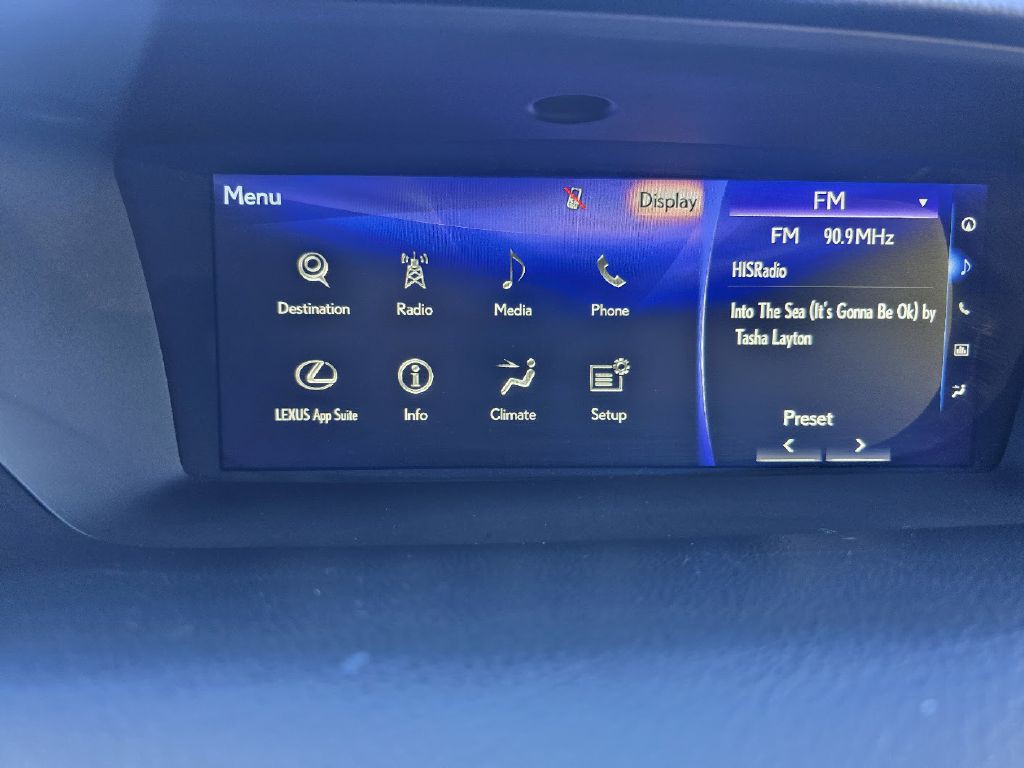 Menu
Display
Destination
Radio
Media
Phone
LEXUS App Suite
Info
Climate
Setup
FM
FM 90.9MHz
HISRadio
Into The Sea (It's Gonna Be Ok) by
Tasha Layton
Preset